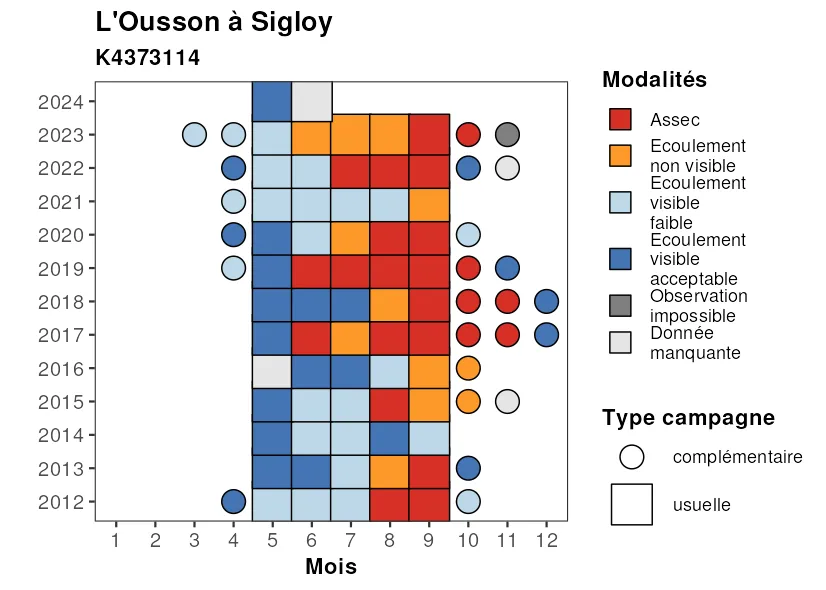 L'Ousson à Sigloy
K4373114
2024
2023
2022
2021
2020
2019
2018
2017
2016
2015
2014
2013
2012
1 2 3 4 5 6 7 8 9 10 11 12
Mois
Modalités
Assec
Ecoulement
non visible
Ecoulement
visible
faible
Ecoulement
visible
acceptable
Observation
impossible
Donnée
manquante
Type campagne
complémentaire
usuelle